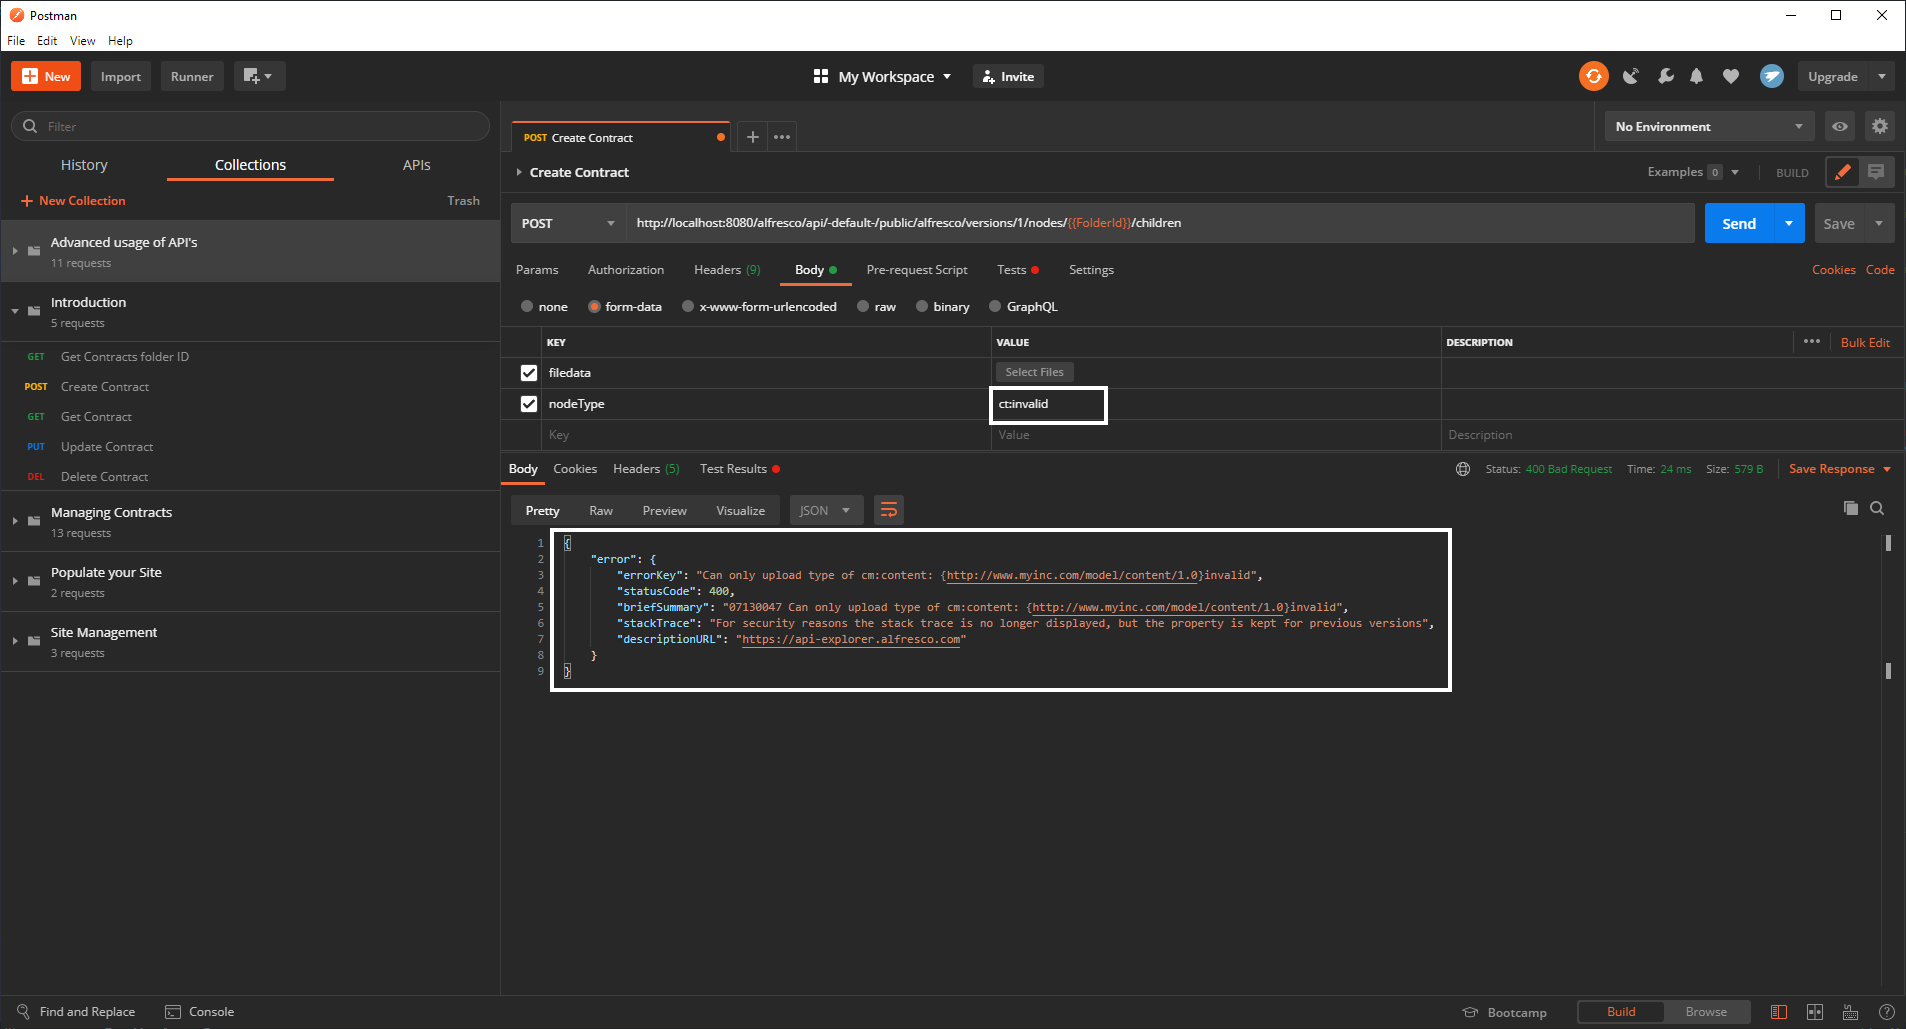 Postman
File Edit View Help
New Import Runner My Workspace Invite Upgrade
Filter
History Collections APIs
New Collection Trash
Advanced usage of API's
11 requests
Introduction
5 requests
GET Get Contracts folder ID
POST Create Contract
GET Get Contract
PUT Update Contract
DEL Delete Contract
Managing Contracts
13 requests
Populate your Site
2 requests
Site Management
3 requests
POST Create Contract
No Environment
Create Contract
Examples 0 BUILD
POST http://localhost:8080/alfresco/api/-default-/public/alfresco/versions/1/nodes/{{FolderId}}/children Send Save
Params Authorization Headers (9) Body Pre-request Script Tests Settings Cookies Code
none form-data x-www-form-urlencoded raw binary GraphQL
KEY VALUE DESCRIPTION Bulk Edit
filedata Select Files
nodeType ct:invalid
Key Value Description
Body Cookies Headers (5) Test Results Status: 400 Bad Request Time: 24 ms Size: 579 B Save Response
Pretty Raw Preview Visualize JSON
1 {
2 "error": {
3 "errorKey": "Can only upload type of cm:content: {http://www.myinc.com/model/content/1.0}invalid",
4 "statusCode": 400,
5 "briefSummary": "07130047 Can only upload type of cm:content: {http://www.myinc.com/model/content/1.0}invalid",
6 "stackTrace": "For security reasons the stack trace is no longer displayed, but the property is kept for previous versions",
7 "descriptionURL": "https://api-explorer.alfresco.com"
8 }
9 }
Find and Replace Console Bootcamp Build Browse